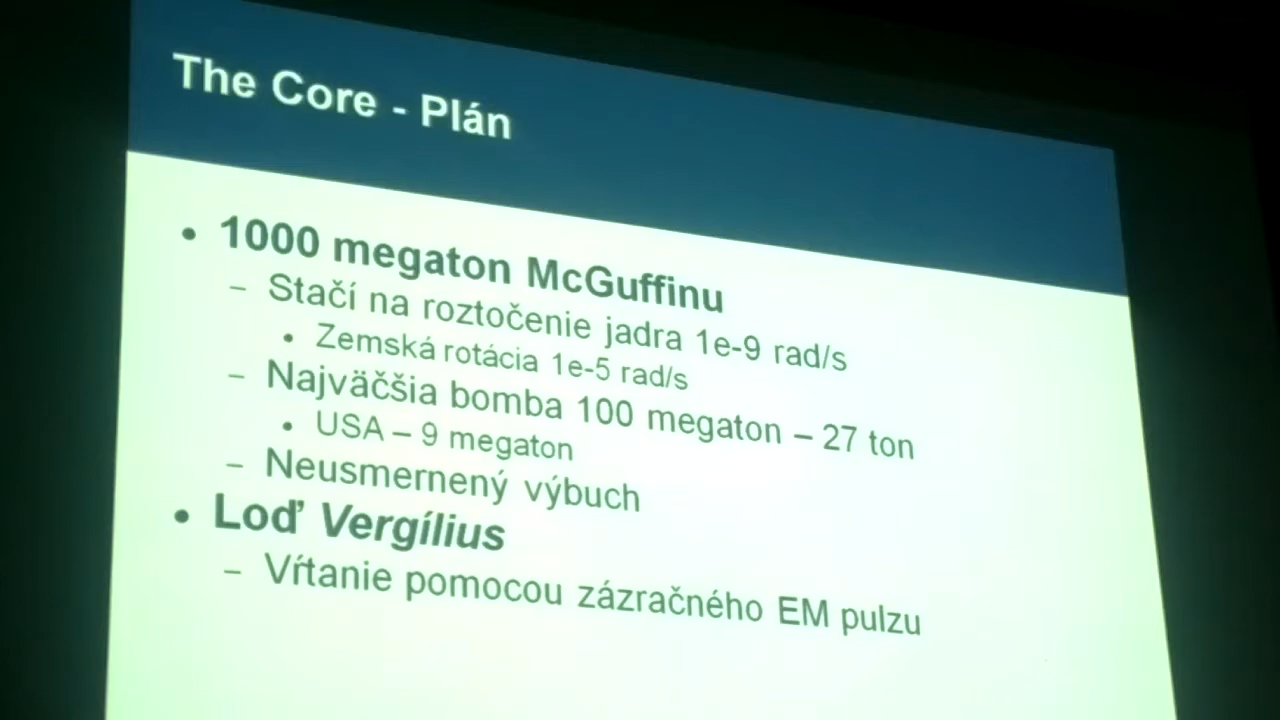 The Core - Plán
• 1000 megaton McGuffinu
– Stačí na roztočenie jadra 1e-9 rad/s
• Zemská rotácia 1e-5 rad/s
– Najväčšia bomba 100 megaton – 27 ton
• USA – 9 megaton
– Neusmernený výbuch
• Loď Vergílius
– Vŕtanie pomocou zázračného EM pulzu